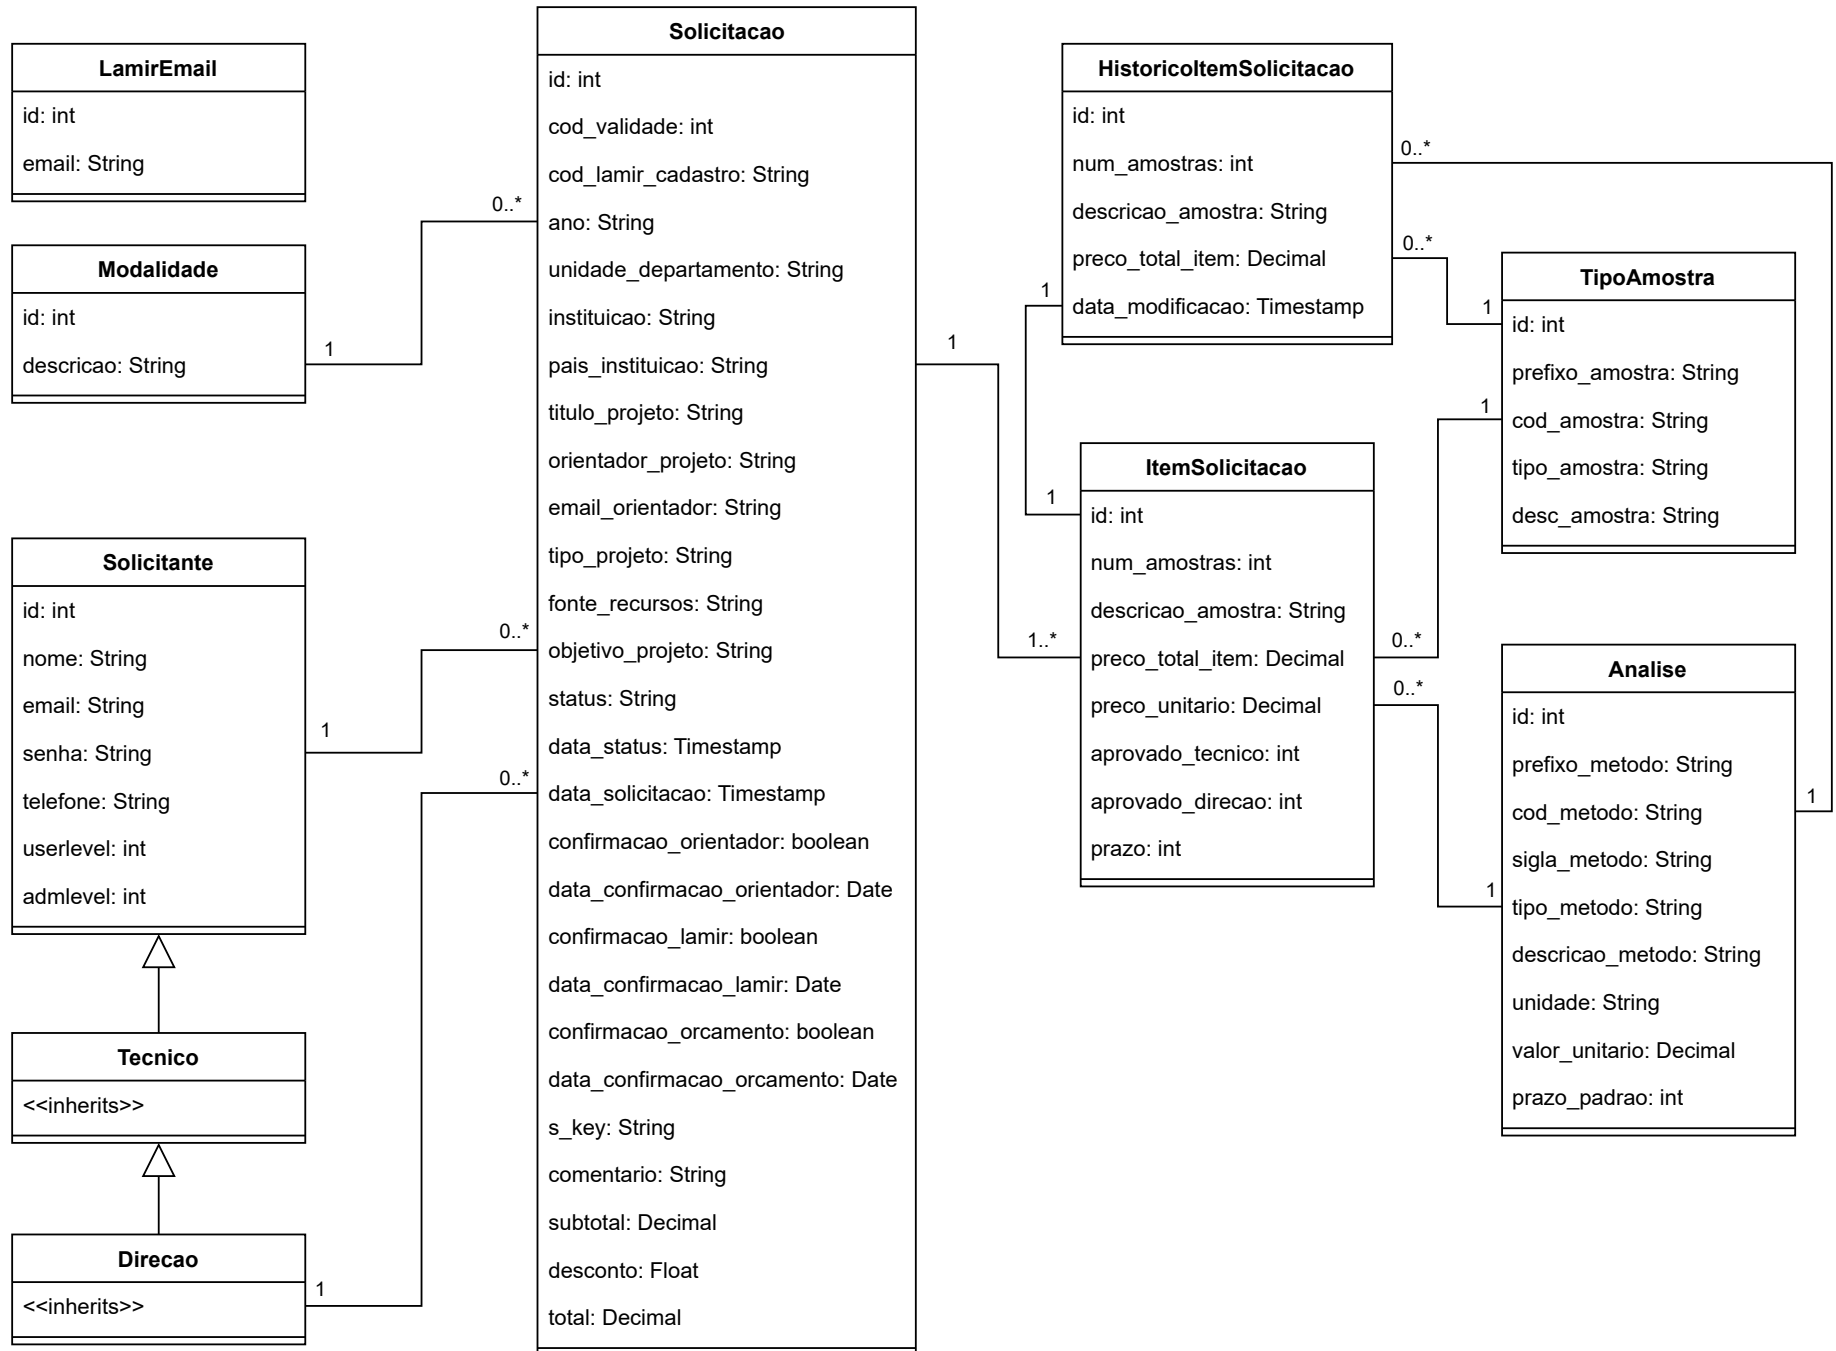 LamirEmail
id: int
email: String
Modalidade
id: int
descricao: String
1
0..*
Solicitante
id: int
nome: String
email: String
senha: String
telefone: String
userlevel: int
admlevel: int
1
0..*
Tecnico
<<inherits>>
Direcao
<<inherits>>
1
0..*
Solicitacao
id: int
cod_validade: int
cod_lamir_cadastro: String
ano: String
unidade_departamento: String
instituicao: String
pais_instituicao: String
titulo_projeto: String
orientador_projeto: String
email_orientador: String
tipo_projeto: String
fonte_recursos: String
objetivo_projeto: String
status: String
data_status: Timestamp
data_solicitacao: Timestamp
confirmacao_orientador: boolean
data_confirmacao_orientador: Date
confirmacao_lamir: boolean
data_confirmacao_lamir: Date
confirmacao_orcamento: boolean
data_confirmacao_orcamento: Date
s_key: String
comentario: String
subtotal: Decimal
desconto: Float
total: Decimal
1
1..*
HistoricoItemSolicitacao
id: int
num_amostras: int
descricao_amostra: String
preco_total_item: Decimal
data_modificacao: Timestamp
0..*
0..*
1
1
ItemSolicitacao
id: int
num_amostras: int
descricao_amostra: String
preco_total_item: Decimal
preco_unitario: Decimal
aprovado_tecnico: int
aprovado_direcao: int
prazo: int
0..*
0..*
TipoAmostra
id: int
prefixo_amostra: String
cod_amostra: String
tipo_amostra: String
desc_amostra: String
1
1
Analise
id: int
prefixo_metodo: String
cod_metodo: String
sigla_metodo: String
tipo_metodo: String
descricao_metodo: String
unidade: String
valor_unitario: Decimal
prazo_padrao: int
1
1